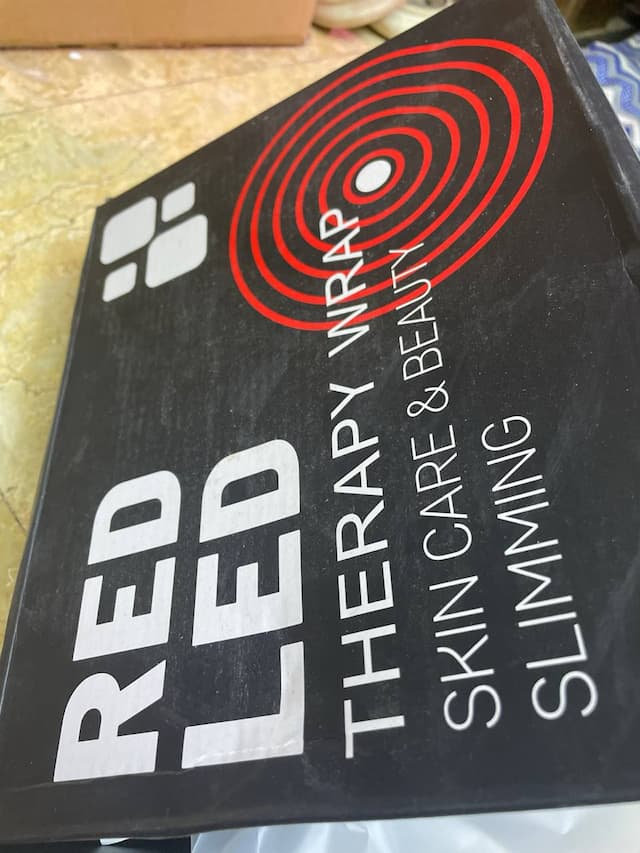 RED
LED
THERAPY WRAP
SKIN CARE & BEAUTY
SLIMMING